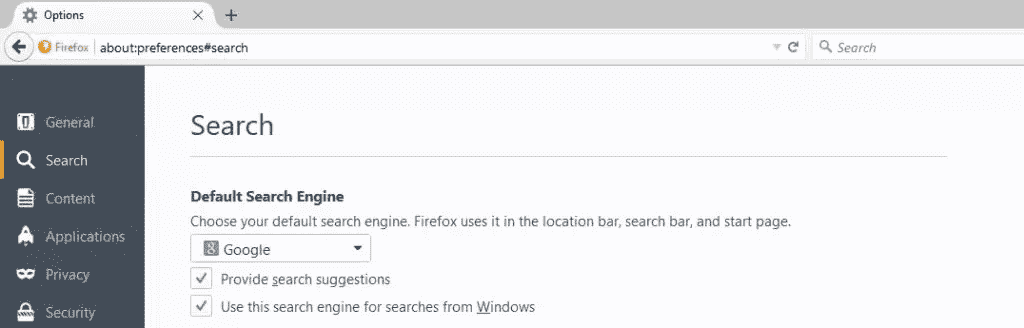 Options
Firefox about:preferences#search
Search
General
Search
Content
Applications
Privacy
Security
Search
Default Search Engine
Choose your default search engine. Firefox uses it in the location bar, search bar, and start page.
Google
Provide search suggestions
Use this search engine for searches from Windows